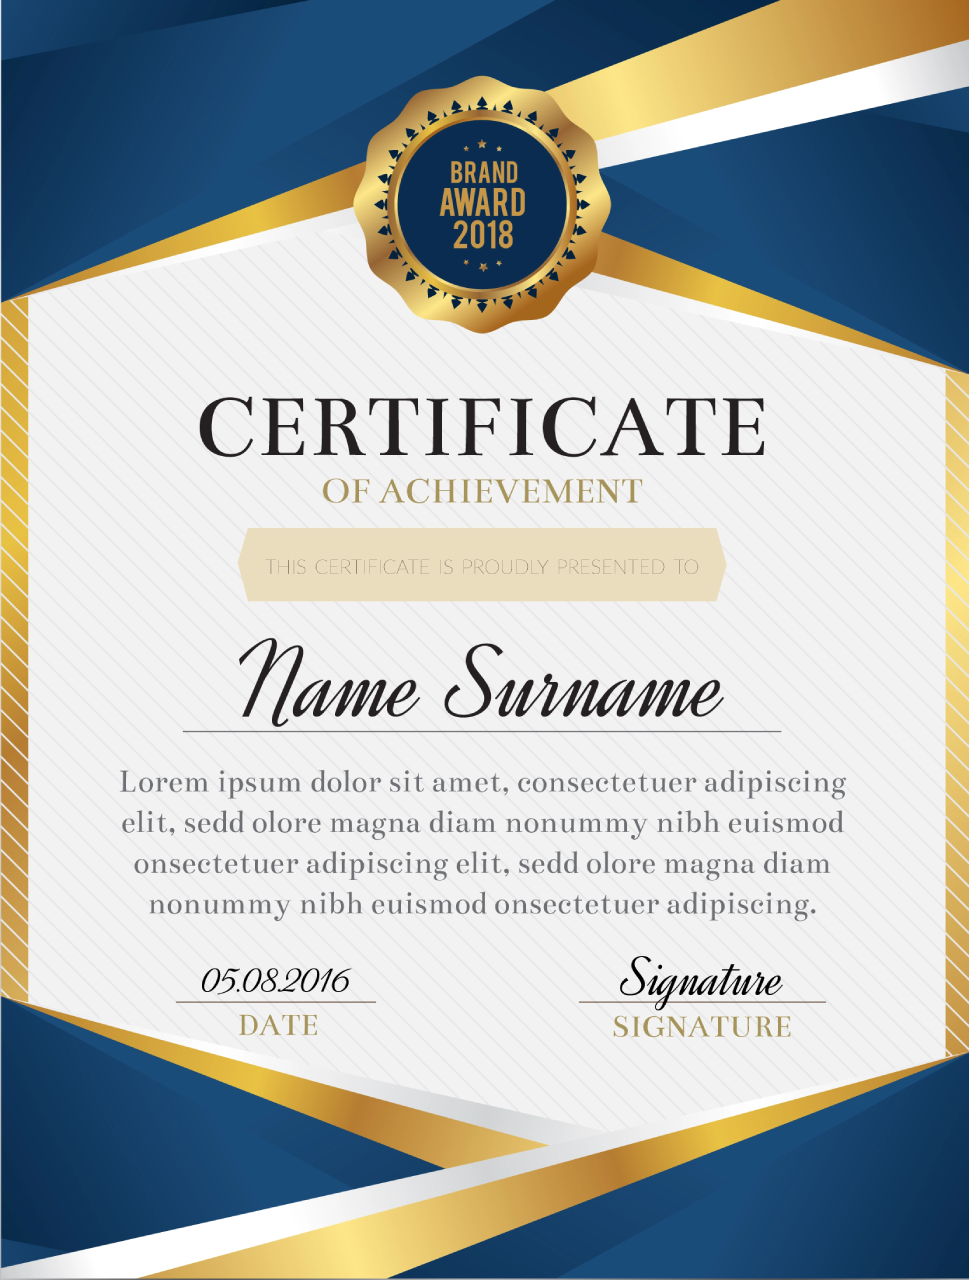 BRAND
AWARD
2018
CERTIFICATE
OF ACHIEVEMENT
THIS CERTIFICATE IS PROUDLY PRESENTED TO
Name Surname
Lorem ipsum dolor sit amet, consectetuer adipiscing
elit, sedd olore magna diam nonummy nibh euismod
onsectetuer adipiscing elit, sedd olore magna diam
nonummy nibh euismod onsectetuer adipiscing.
05.08.2016 Signature
DATE SIGNATURE